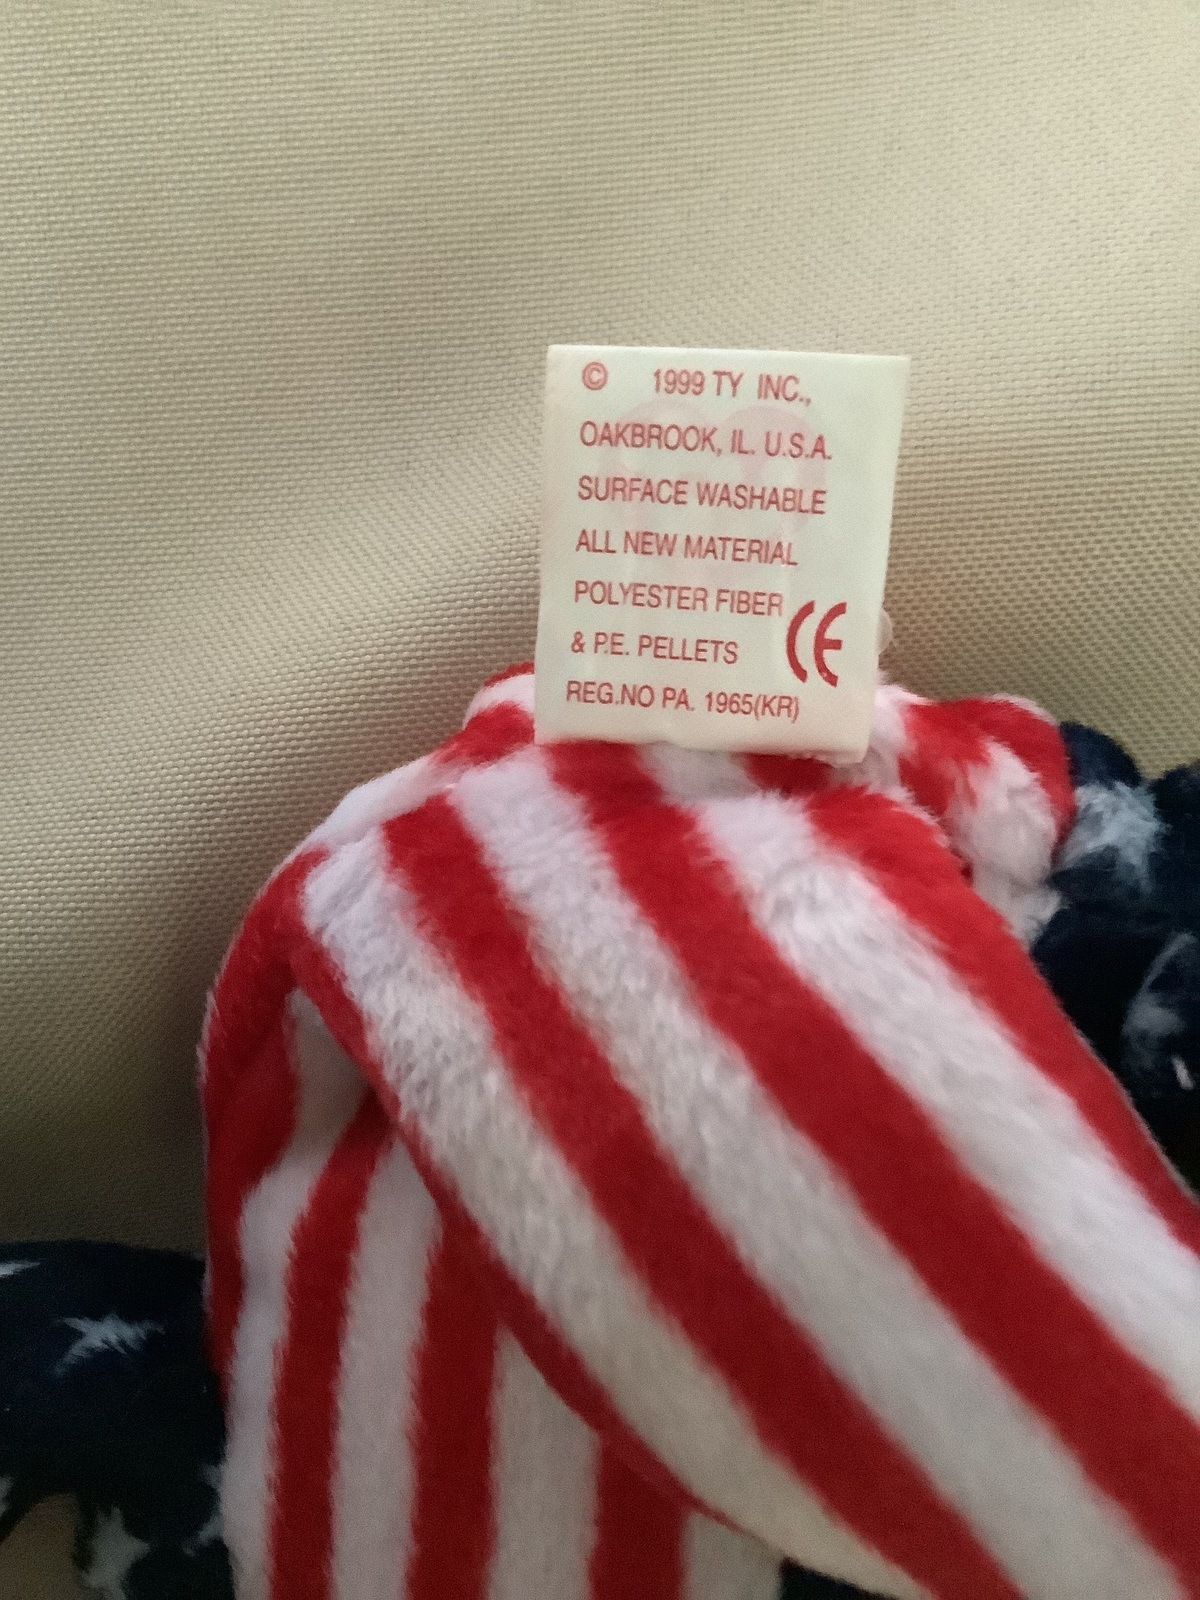 © 1999 TY INC.,
OAKBROOK, IL. U.S.A.
SURFACE WASHABLE
ALL NEW MATERIAL
POLYESTER FIBER
& P.E. PELLETS CE
REG.NO PA. 1965(KR)